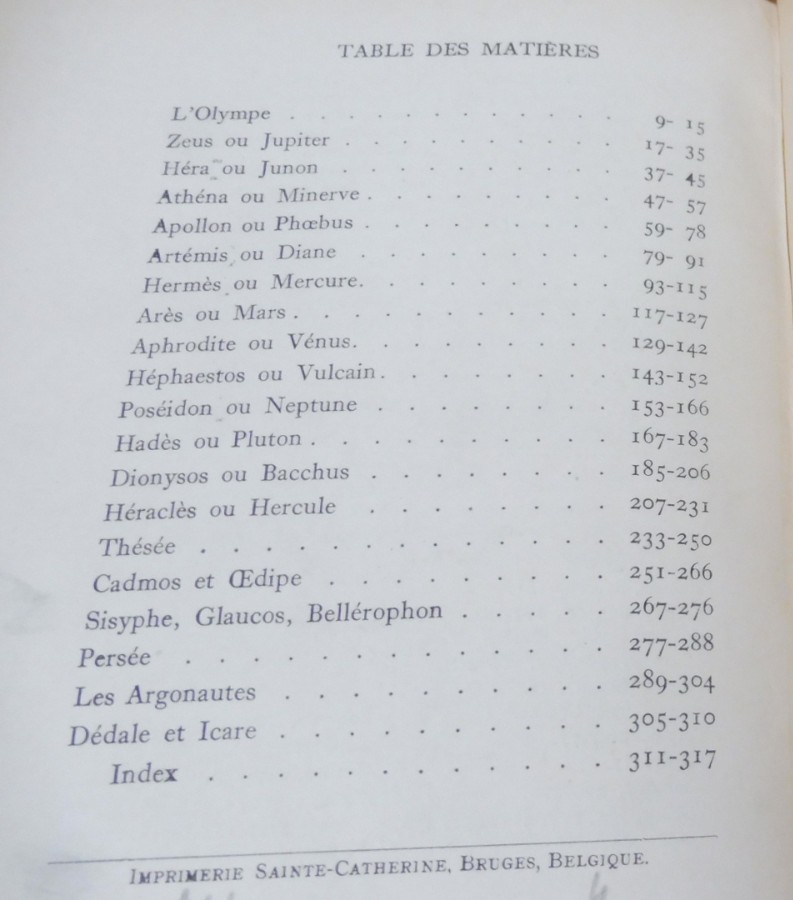 TABLE DES MATIÈRES
L'Olympe . . . . . . . . . . . . 9- 15
Zeus ou Jupiter . . . . . . . . . . 17- 35
Héra ou Junon . . . . . . . . . . 37- 45
Athéna ou Minerve . . . . . . . . . 47- 57
Apollon ou Phœbus . . . . . . . . . 59- 78
Artémis ou Diane . . . . . . . . . 79- 91
Hermès ou Mercure. . . . . . . . . 93-115
Arès ou Mars . . . . . . . . . . . 117-127
Aphrodite ou Vénus. . . . . . . . . 129-142
Héphaestos ou Vulcain. . . . . . . . 143-152
Poséidon ou Neptune . . . . . . . . 153-166
Hadès ou Pluton . . . . . . . . . . 167-183
Dionysos ou Bacchus . . . . . . . . 185-206
Héraclès ou Hercule . . . . . . . . 207-231
Thésée . . . . . . . . . . . . . 233-250
Cadmos et Œdipe . . . . . . . . . 251-266
Sisyphe, Glaucos, Bellérophon . . . . . 267-276
Persée . . . . . . . . . . . . . 277-288
Les Argonautes . . . . . . . . . . 289-304
Dédale et Icare . . . . . . . . . . 305-310
Index . . . . . . . . . . . . 311-317
IMPRIMERIE SAINTE-CATHERINE, BRUGES, BELGIQUE.